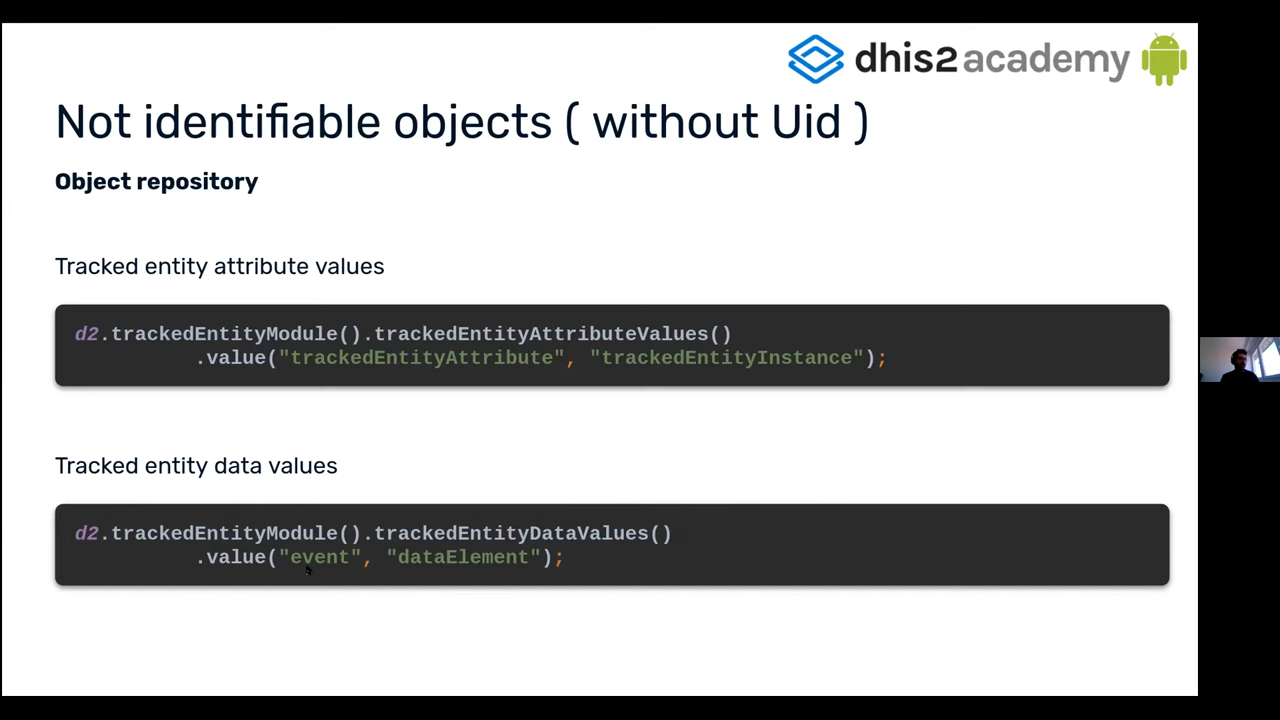 dhis2 academy
Not identifiable objects ( without Uid )
Object repository
Tracked entity attribute values
d2.trackedEntityModule().trackedEntityAttributeValues()
.value("trackedEntityAttribute", "trackedEntityInstance");
Tracked entity data values
d2.trackedEntityModule().trackedEntityDataValues()
.value("event", "dataElement");